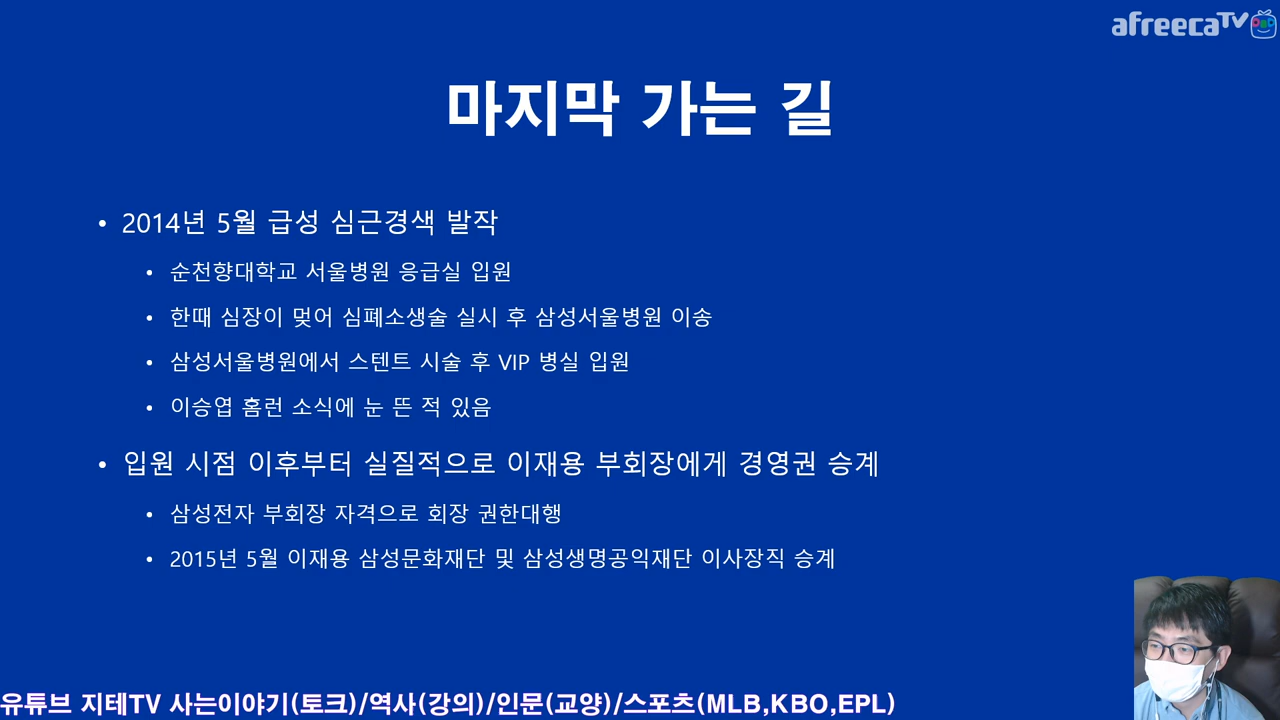 afreecaTV
마지막 가는 길
• 2014년 5월 급성 심근경색 발작
• 순천향대학교 서울병원 응급실 입원
• 한때 심장이 멎어 심폐소생술 실시 후 삼성서울병원 이송
• 삼성서울병원에서 스텐트 시술 후 VIP 병실 입원
• 이승엽 홈런 소식에 눈 뜬 적 있음
• 입원 시점 이후부터 실질적으로 이재용 부회장에게 경영권 승계
• 삼성전자 부회장 자격으로 회장 권한대행
• 2015년 5월 이재용 삼성문화재단 및 삼성생명공익재단 이사장직 승계
유튜브 지테TV 사는이야기(토크)/역사(강의)/인문(교양)/스포츠(MLB,KBO,EPL)